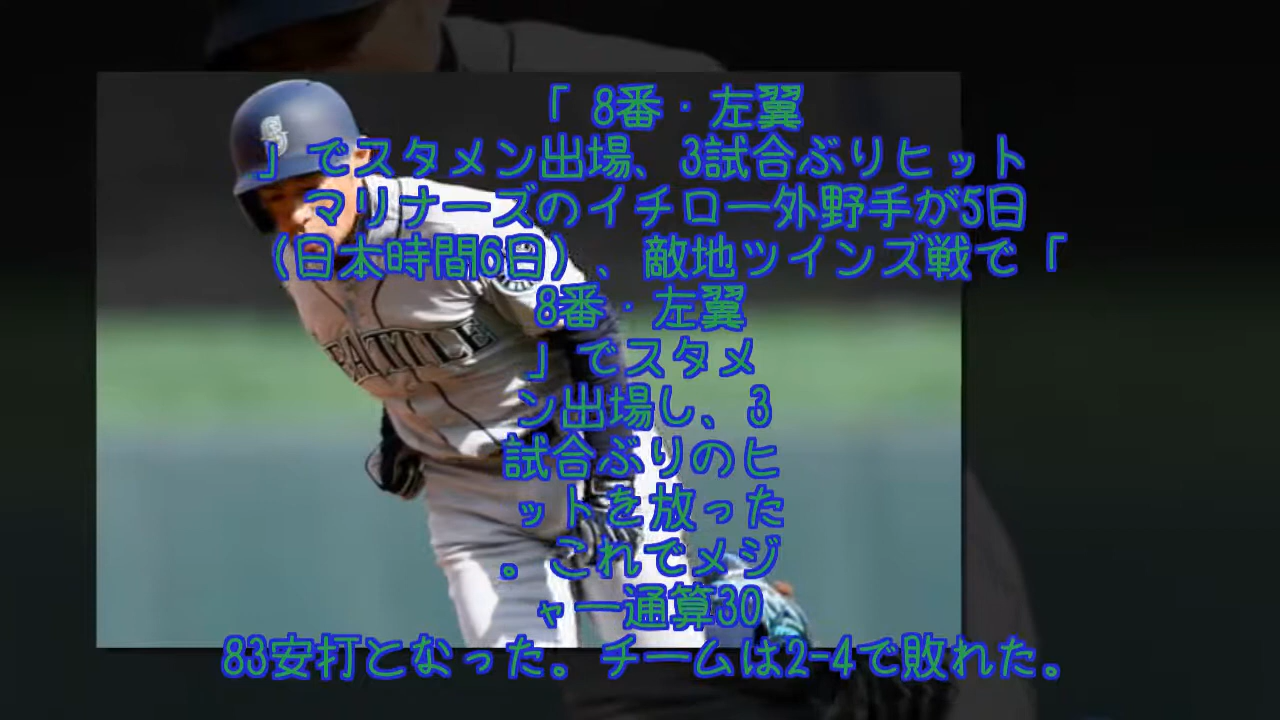 「 8番・左翼
」でスタメン出場、3試合ぶりヒット
マリナーズのイチロー外野手が5日
（日本時間6日）、敵地ツインズ戦で「
8番・左翼
」でスタメ
ン出場し、3
試合ぶりのヒ
ットを放った
。これでメジ
ャー通算30
83安打となった。チームは2-4で敗れた。
S
SEATTLE